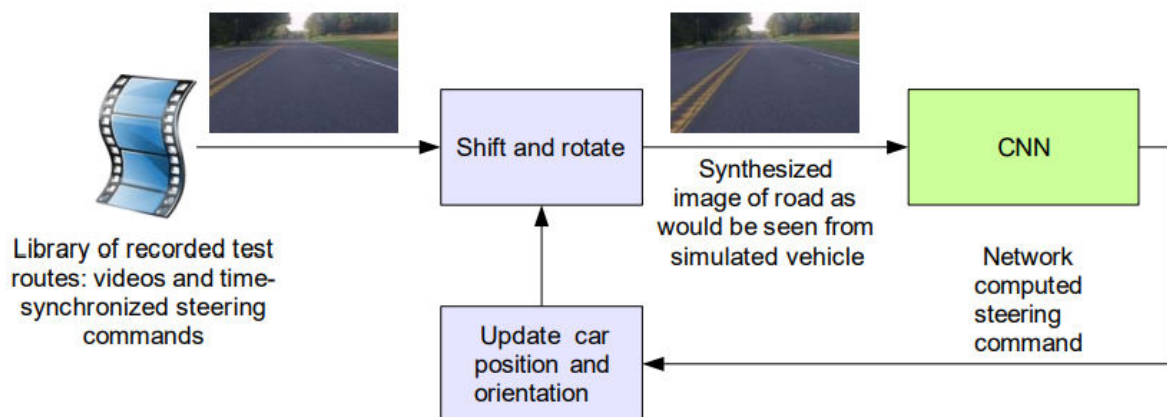 Shift and rotate
CNN
Synthesized
image of road as
would be seen from
simulated vehicle
Library of recorded test
routes: videos and time-
synchronized steering
commands
Network
computed
steering
command
Update car
position and
orientation